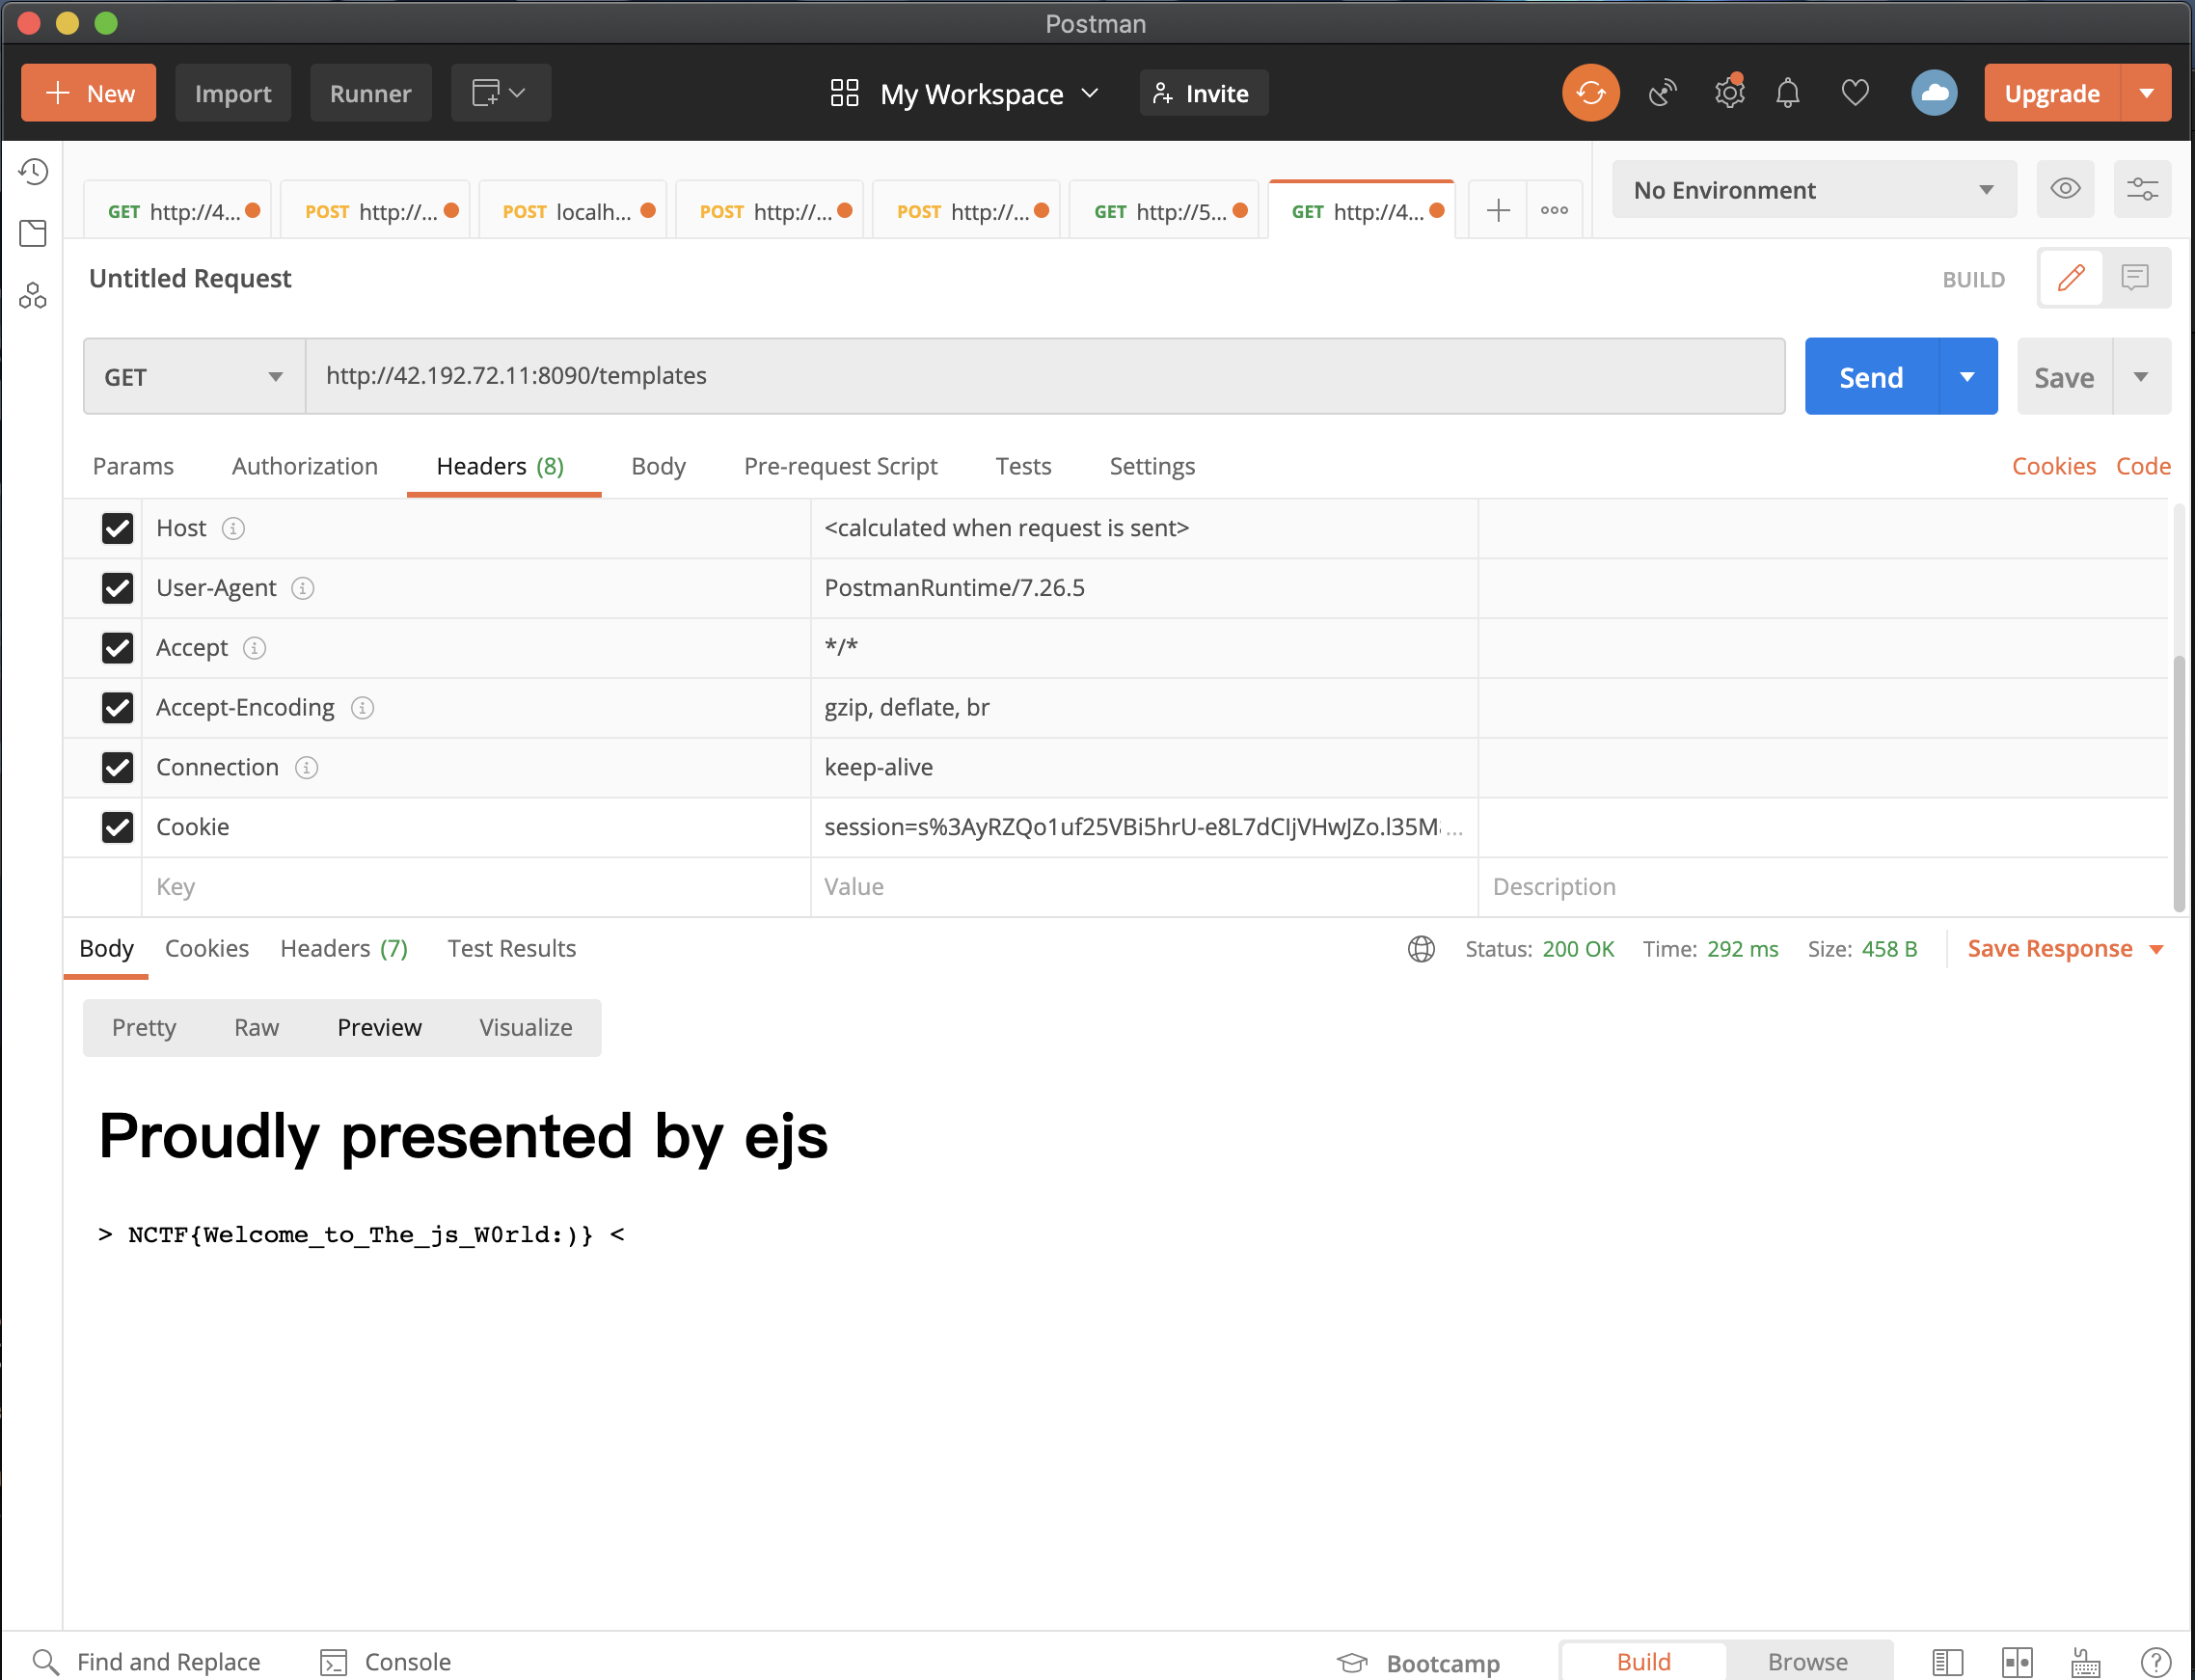 Postman
New Import Runner My Workspace Invite Upgrade
GET http://4... POST http://... POST localh... POST http://... POST http://... GET http://5... GET http://4... No Environment
Untitled Request BUILD
GET http://42.192.72.11:8090/templates Send Save
Params Authorization Headers (8) Body Pre-request Script Tests Settings Cookies Code
Host <calculated when request is sent>
User-Agent PostmanRuntime/7.26.5
Accept */*
Accept-Encoding gzip, deflate, br
Connection keep-alive
Cookie session=s%3AyRZQo1uf25VBi5hrU-e8L7dCIjVHwJZo.l35M...
Key Value Description
Body Cookies Headers (7) Test Results Status: 200 OK Time: 292 ms Size: 458 B Save Response
Pretty Raw Preview Visualize
Proudly presented by ejs
> NCTF{Welcome_to_The_js_W0rld:)} <
Find and Replace Console Bootcamp Build Browse